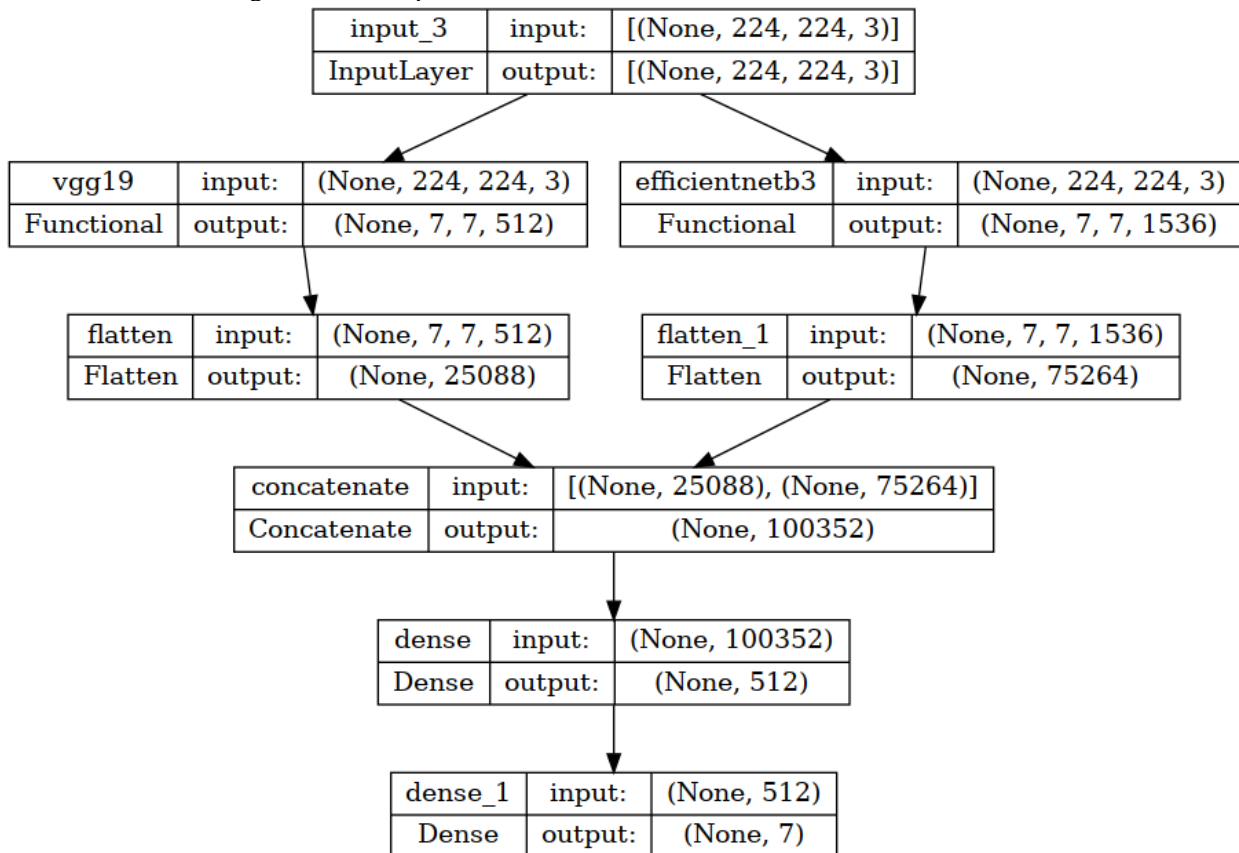 input_3 input: [(None, 224, 224, 3)]
InputLayer output: [(None, 224, 224, 3)]
vgg19 input: (None, 224, 224, 3)
Functional output: (None, 7, 7, 512)
efficientnetb3 input: (None, 224, 224, 3)
Functional output: (None, 7, 7, 1536)
flatten input: (None, 7, 7, 512)
Flatten output: (None, 25088)
flatten_1 input: (None, 7, 7, 1536)
Flatten output: (None, 75264)
concatenate input: [(None, 25088), (None, 75264)]
Concatenate output: (None, 100352)
dense input: (None, 100352)
Dense output: (None, 512)
dense_1 input: (None, 512)
Dense output: (None, 7)